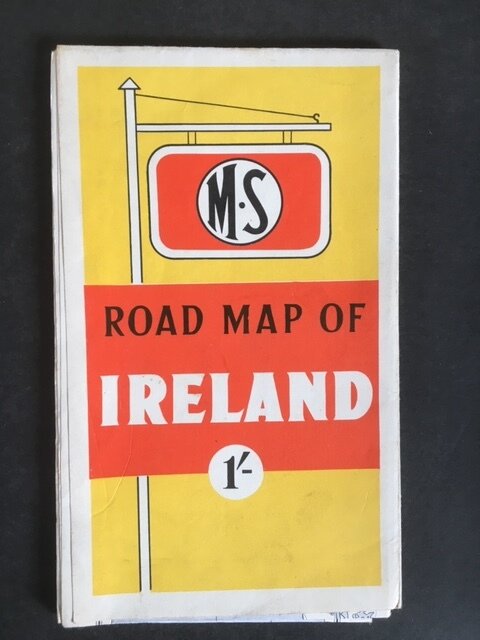 M·S
ROAD MAP OF
IRELAND
1/-